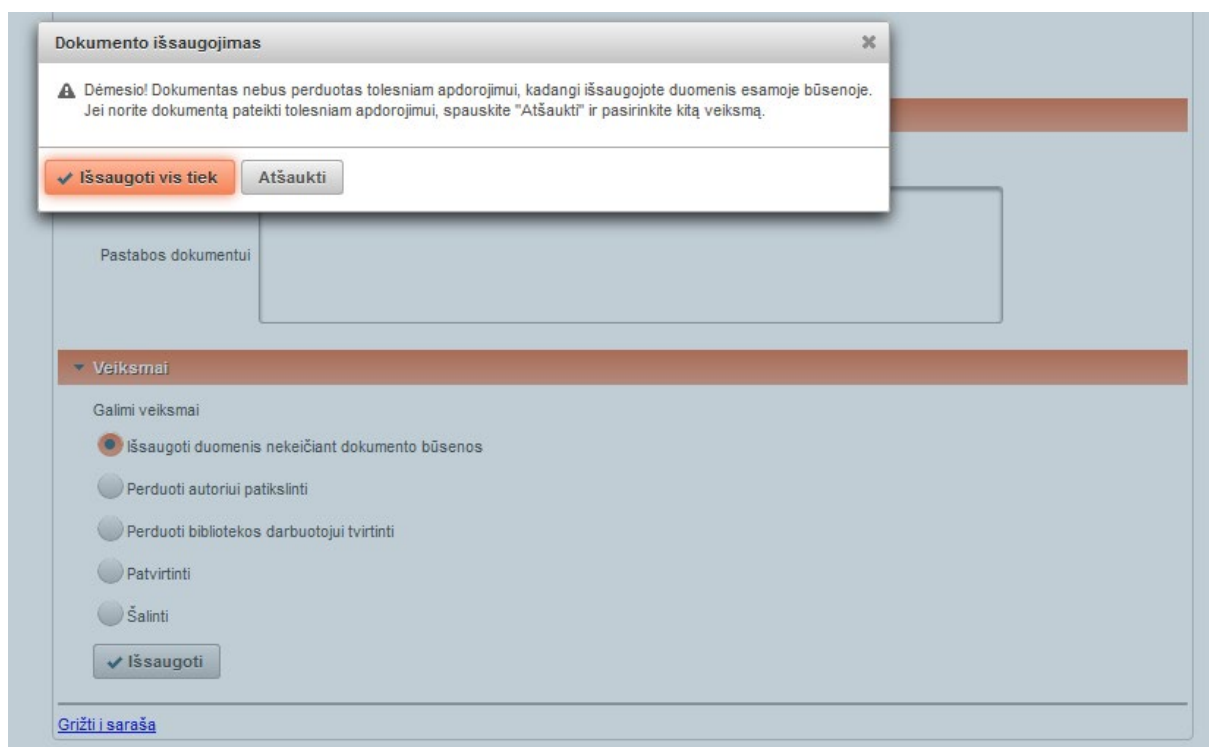 Dokumento išsaugojimas
Dėmesio! Dokumentas nebus perduotas tolesniam apdorojimui, kadangi išsaugojote duomenis esamoje būsenoje.
Jei norite dokumentą pateikti tolesniam apdorojimui, spauskite "Atšaukti" ir pasirinkite kitą veiksmą.
Išsaugoti vis tiek Atšaukti
Pastabos dokumentui
Veiksmai
Galimi veiksmai
Išsaugoti duomenis nekeičiant dokumento būsenos
Perduoti autoriui patikslinti
Perduoti bibliotekos darbuotojui tvirtinti
Patvirtinti
Šalinti
Išsaugoti
Grižti į sąrašą